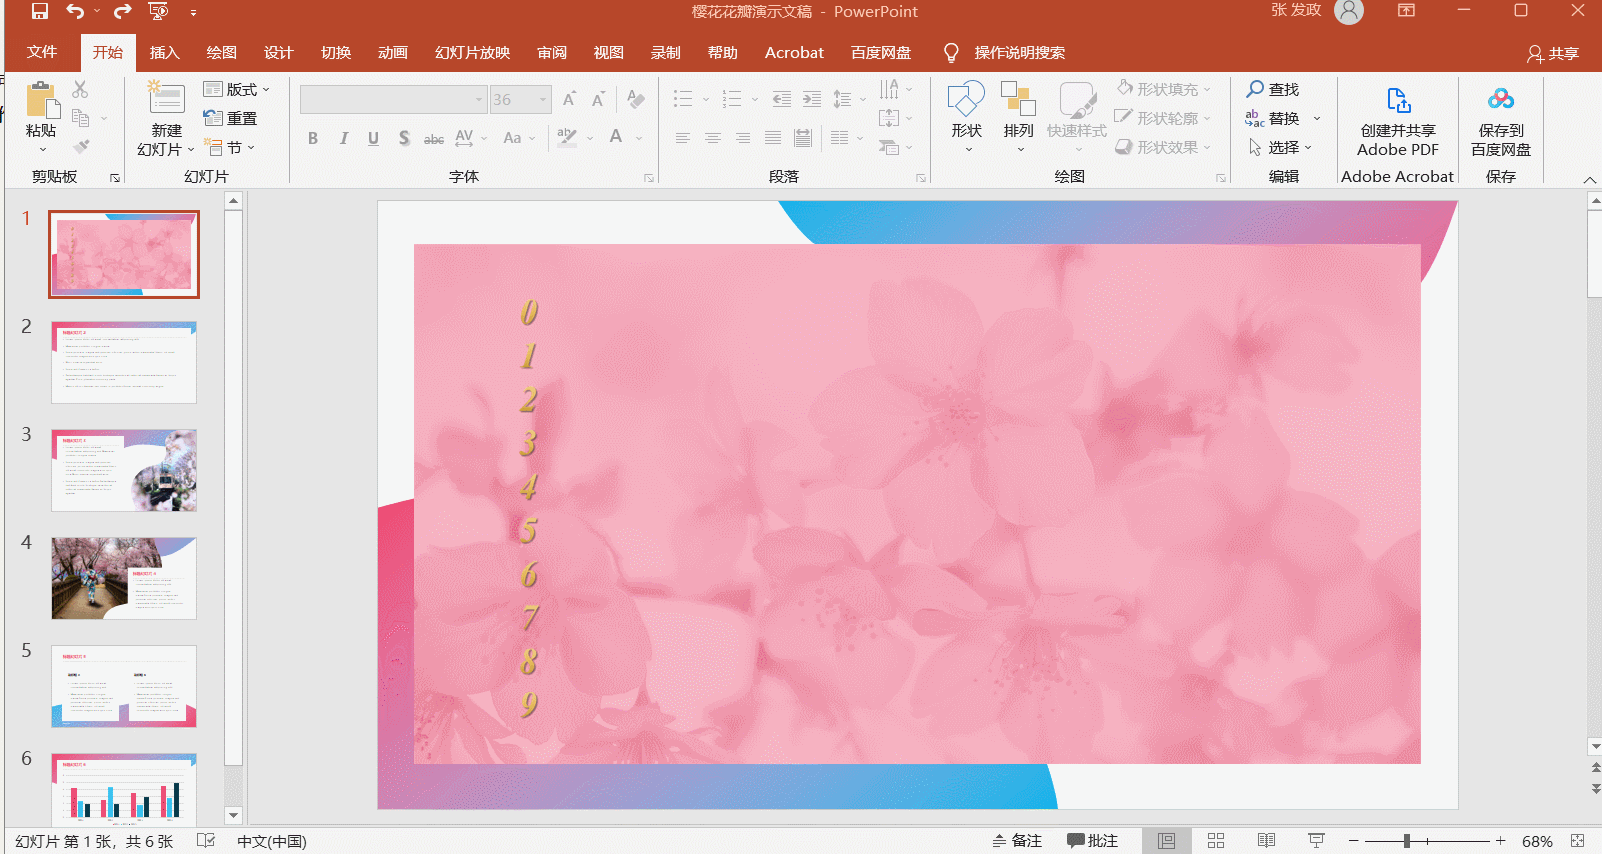 樱花花瓣演示文稿 - PowerPoint
张 发政
文件 开始 插入 绘图 设计 切换 动画 幻灯片放映 审阅 视图 录制 帮助 Acrobat 百度网盘 操作说明搜索 共享
粘贴
剪贴板
新建
幻灯片
版式
重置
节
幻灯片
36
B I U S abc AV Aa aby A
字体
段落
形状
排列
快速样式
形状填充
形状轮廓
形状效果
绘图
查找
替换
选择
编辑
创建并共享
Adobe PDF
Adobe Acrobat
保存到
百度网盘
保存
1
2
3
4
5
6
0
1
2
3
4
5
6
7
8
9
幻灯片 第 1 张，共 6 张
中文(中国)
备注
批注
68%